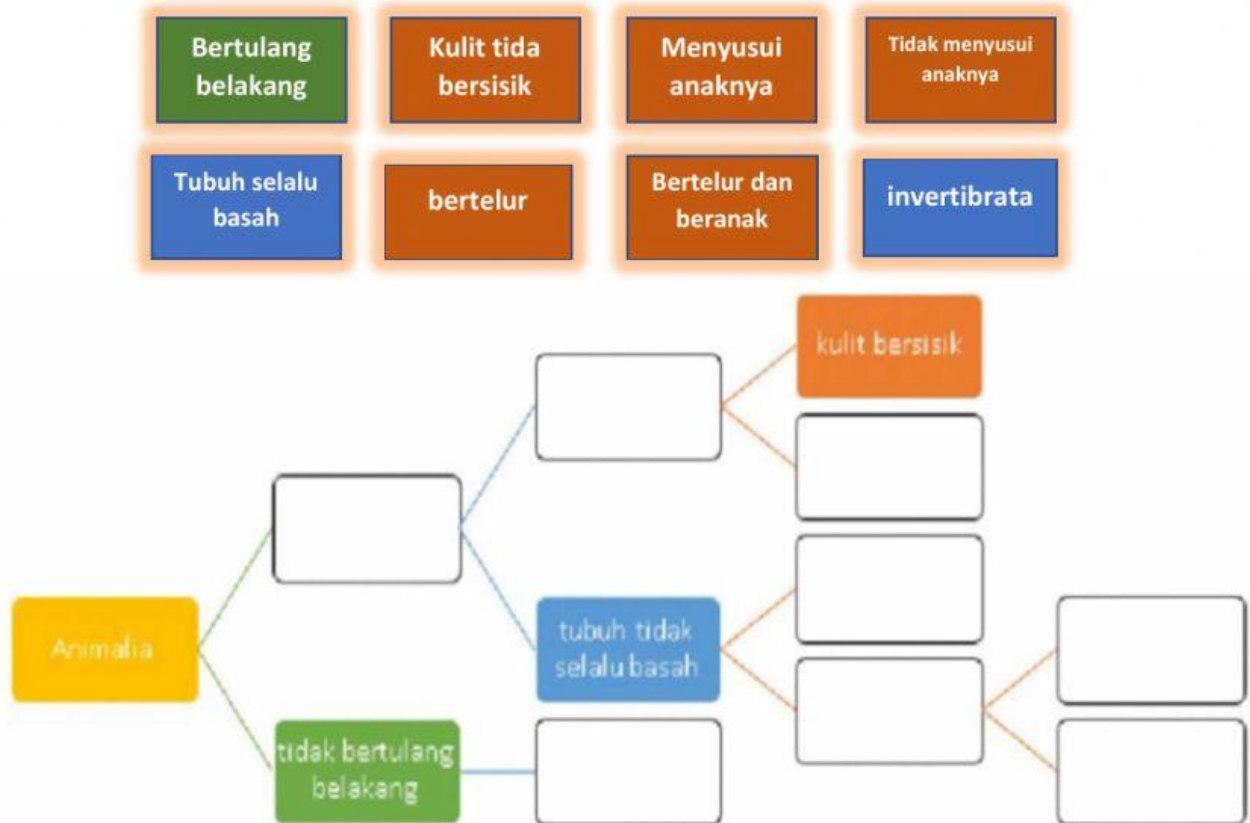 Bertulang
belakang
Kulit tida
bersisik
Menyusui
anaknya
Tidak menyusui
anaknya
Tubuh selalu
basah
bertelur
Bertelur dan
beranak
invertibrata
kulit bersisik
Animalia
tubuh tidak
selalu basah
tidak bertulang
belakang